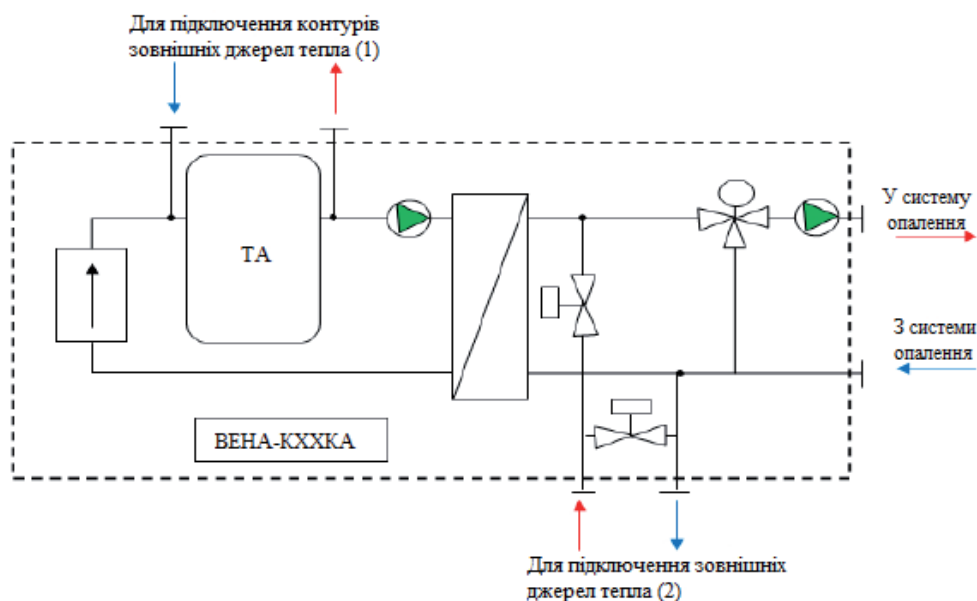 Для підключення контурів
зовнішніх джерел тепла (1)
ТА
У систему
опалення
З системи
опалення
ВЕНА-КХХКА
Для підключення зовнішніх
джерел тепла (2)